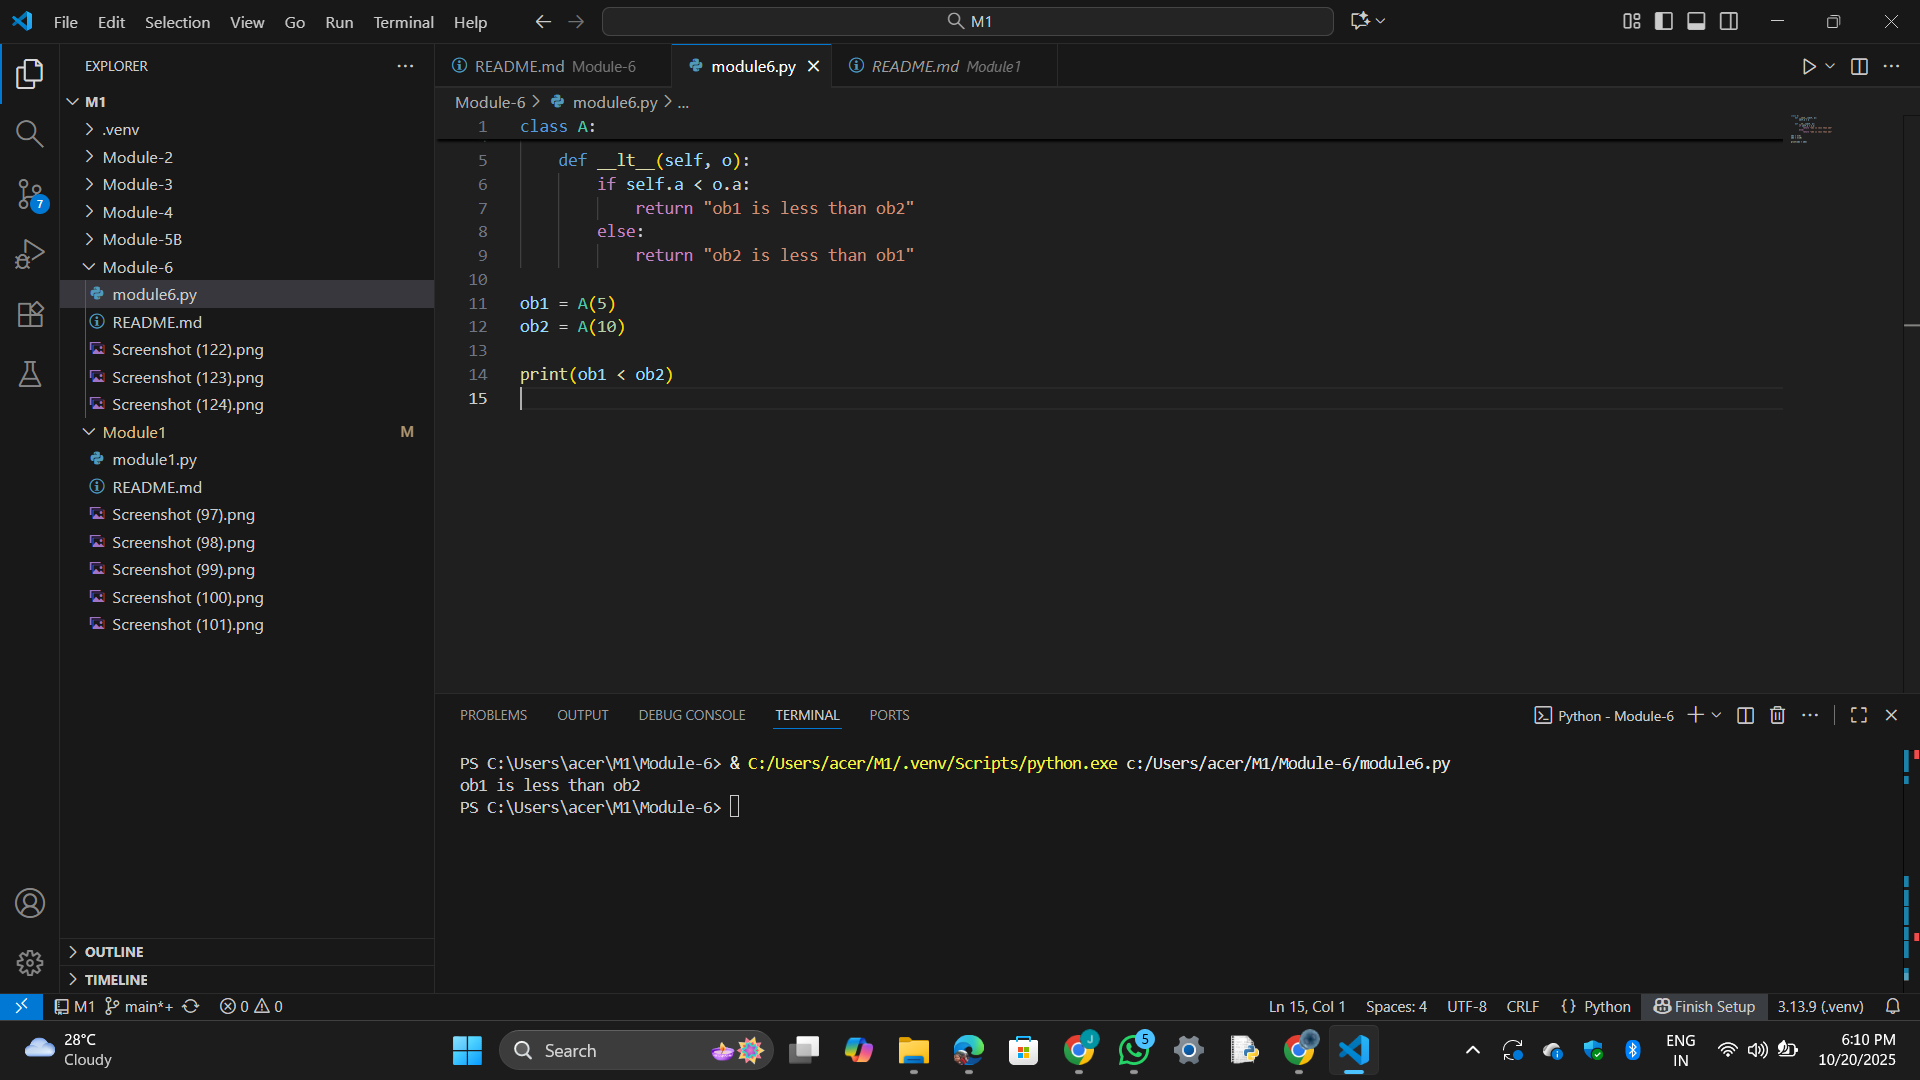 File Edit Selection View Go Run Terminal Help
M1
EXPLORER
M1
.venv
Module-2
Module-3
Module-4
Module-5B
Module-6
module6.py
README.md
Screenshot (122).png
Screenshot (123).png
Screenshot (124).png
Module1 M
module1.py
README.md
Screenshot (97).png
Screenshot (98).png
Screenshot (99).png
Screenshot (100).png
Screenshot (101).png
OUTLINE
TIMELINE
README.md Module-6
module6.py
README.md Module1
Module-6 > module6.py > ...
1 class A:
5 def __lt__(self, o):
6 if self.a < o.a:
7 return "ob1 is less than ob2"
8 else:
9 return "ob2 is less than ob1"
10
11 ob1 = A(5)
12 ob2 = A(10)
13
14 print(ob1 < ob2)
15
PROBLEMS OUTPUT DEBUG CONSOLE TERMINAL PORTS
Python - Module-6
PS C:\Users\acer\M1\Module-6> & C:/Users/acer/M1/.venv/Scripts/python.exe c:/Users/acer/M1/Module-6/module6.py
ob1 is less than ob2
PS C:\Users\acer\M1\Module-6>
7
M1 main*+ 0 0
Ln 15, Col 1 Spaces: 4 UTF-8 CRLF {} Python Finish Setup 3.13.9 (.venv)
28°C
Cloudy
Search
J
5
ENG
IN
6:10 PM
10/20/2025